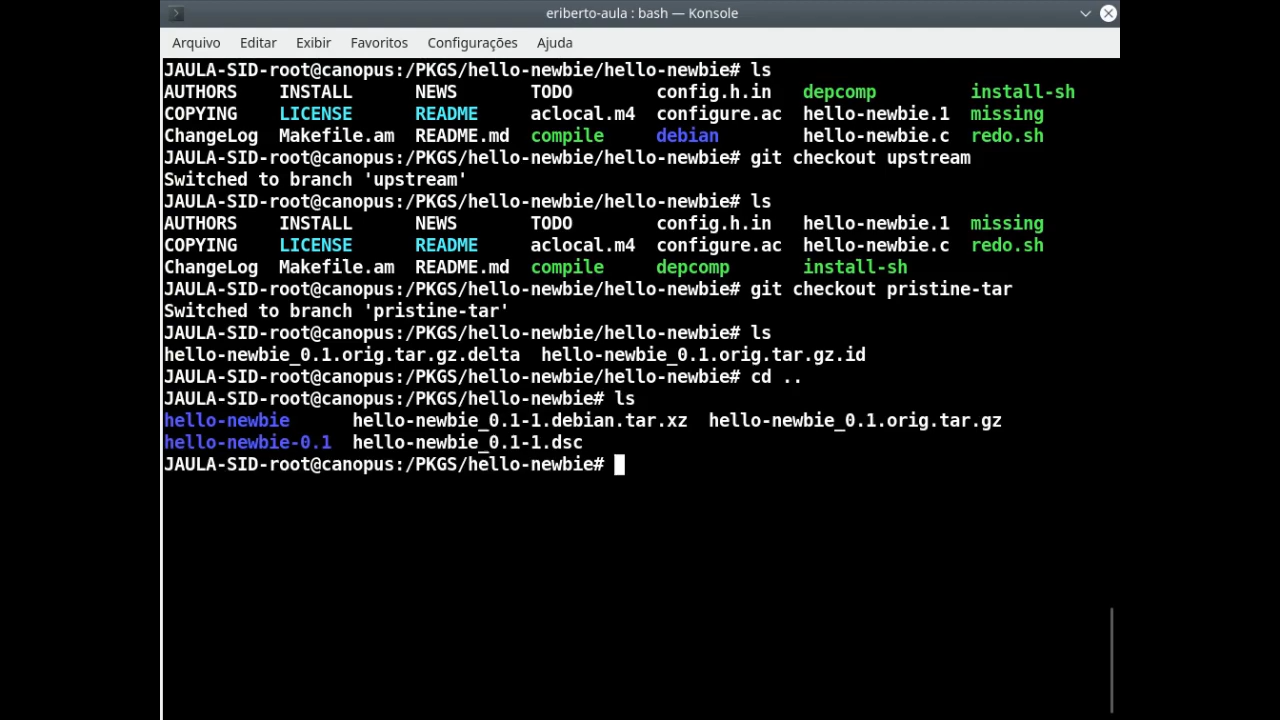 eriberto-aula : bash — Konsole
Arquivo Editar Exibir Favoritos Configurações Ajuda
JAULA-SID-root@canopus:/PKGS/hello-newbie/hello-newbie# ls
AUTHORS INSTALL NEWS TODO config.h.in depcomp install-sh
COPYING LICENSE README aclocal.m4 configure.ac hello-newbie.1 missing
ChangeLog Makefile.am README.md compile debian hello-newbie.c redo.sh
JAULA-SID-root@canopus:/PKGS/hello-newbie/hello-newbie# git checkout upstream
Switched to branch 'upstream'
JAULA-SID-root@canopus:/PKGS/hello-newbie/hello-newbie# ls
AUTHORS INSTALL NEWS TODO config.h.in hello-newbie.1 missing
COPYING LICENSE README aclocal.m4 configure.ac hello-newbie.c redo.sh
ChangeLog Makefile.am README.md compile depcomp install-sh
JAULA-SID-root@canopus:/PKGS/hello-newbie/hello-newbie# git checkout pristine-tar
Switched to branch 'pristine-tar'
JAULA-SID-root@canopus:/PKGS/hello-newbie/hello-newbie# ls
hello-newbie_0.1.orig.tar.gz.delta hello-newbie_0.1.orig.tar.gz.id
JAULA-SID-root@canopus:/PKGS/hello-newbie/hello-newbie# cd ..
JAULA-SID-root@canopus:/PKGS/hello-newbie# ls
hello-newbie hello-newbie_0.1-1.debian.tar.xz hello-newbie_0.1.orig.tar.gz
hello-newbie-0.1 hello-newbie_0.1-1.dsc
JAULA-SID-root@canopus:/PKGS/hello-newbie#